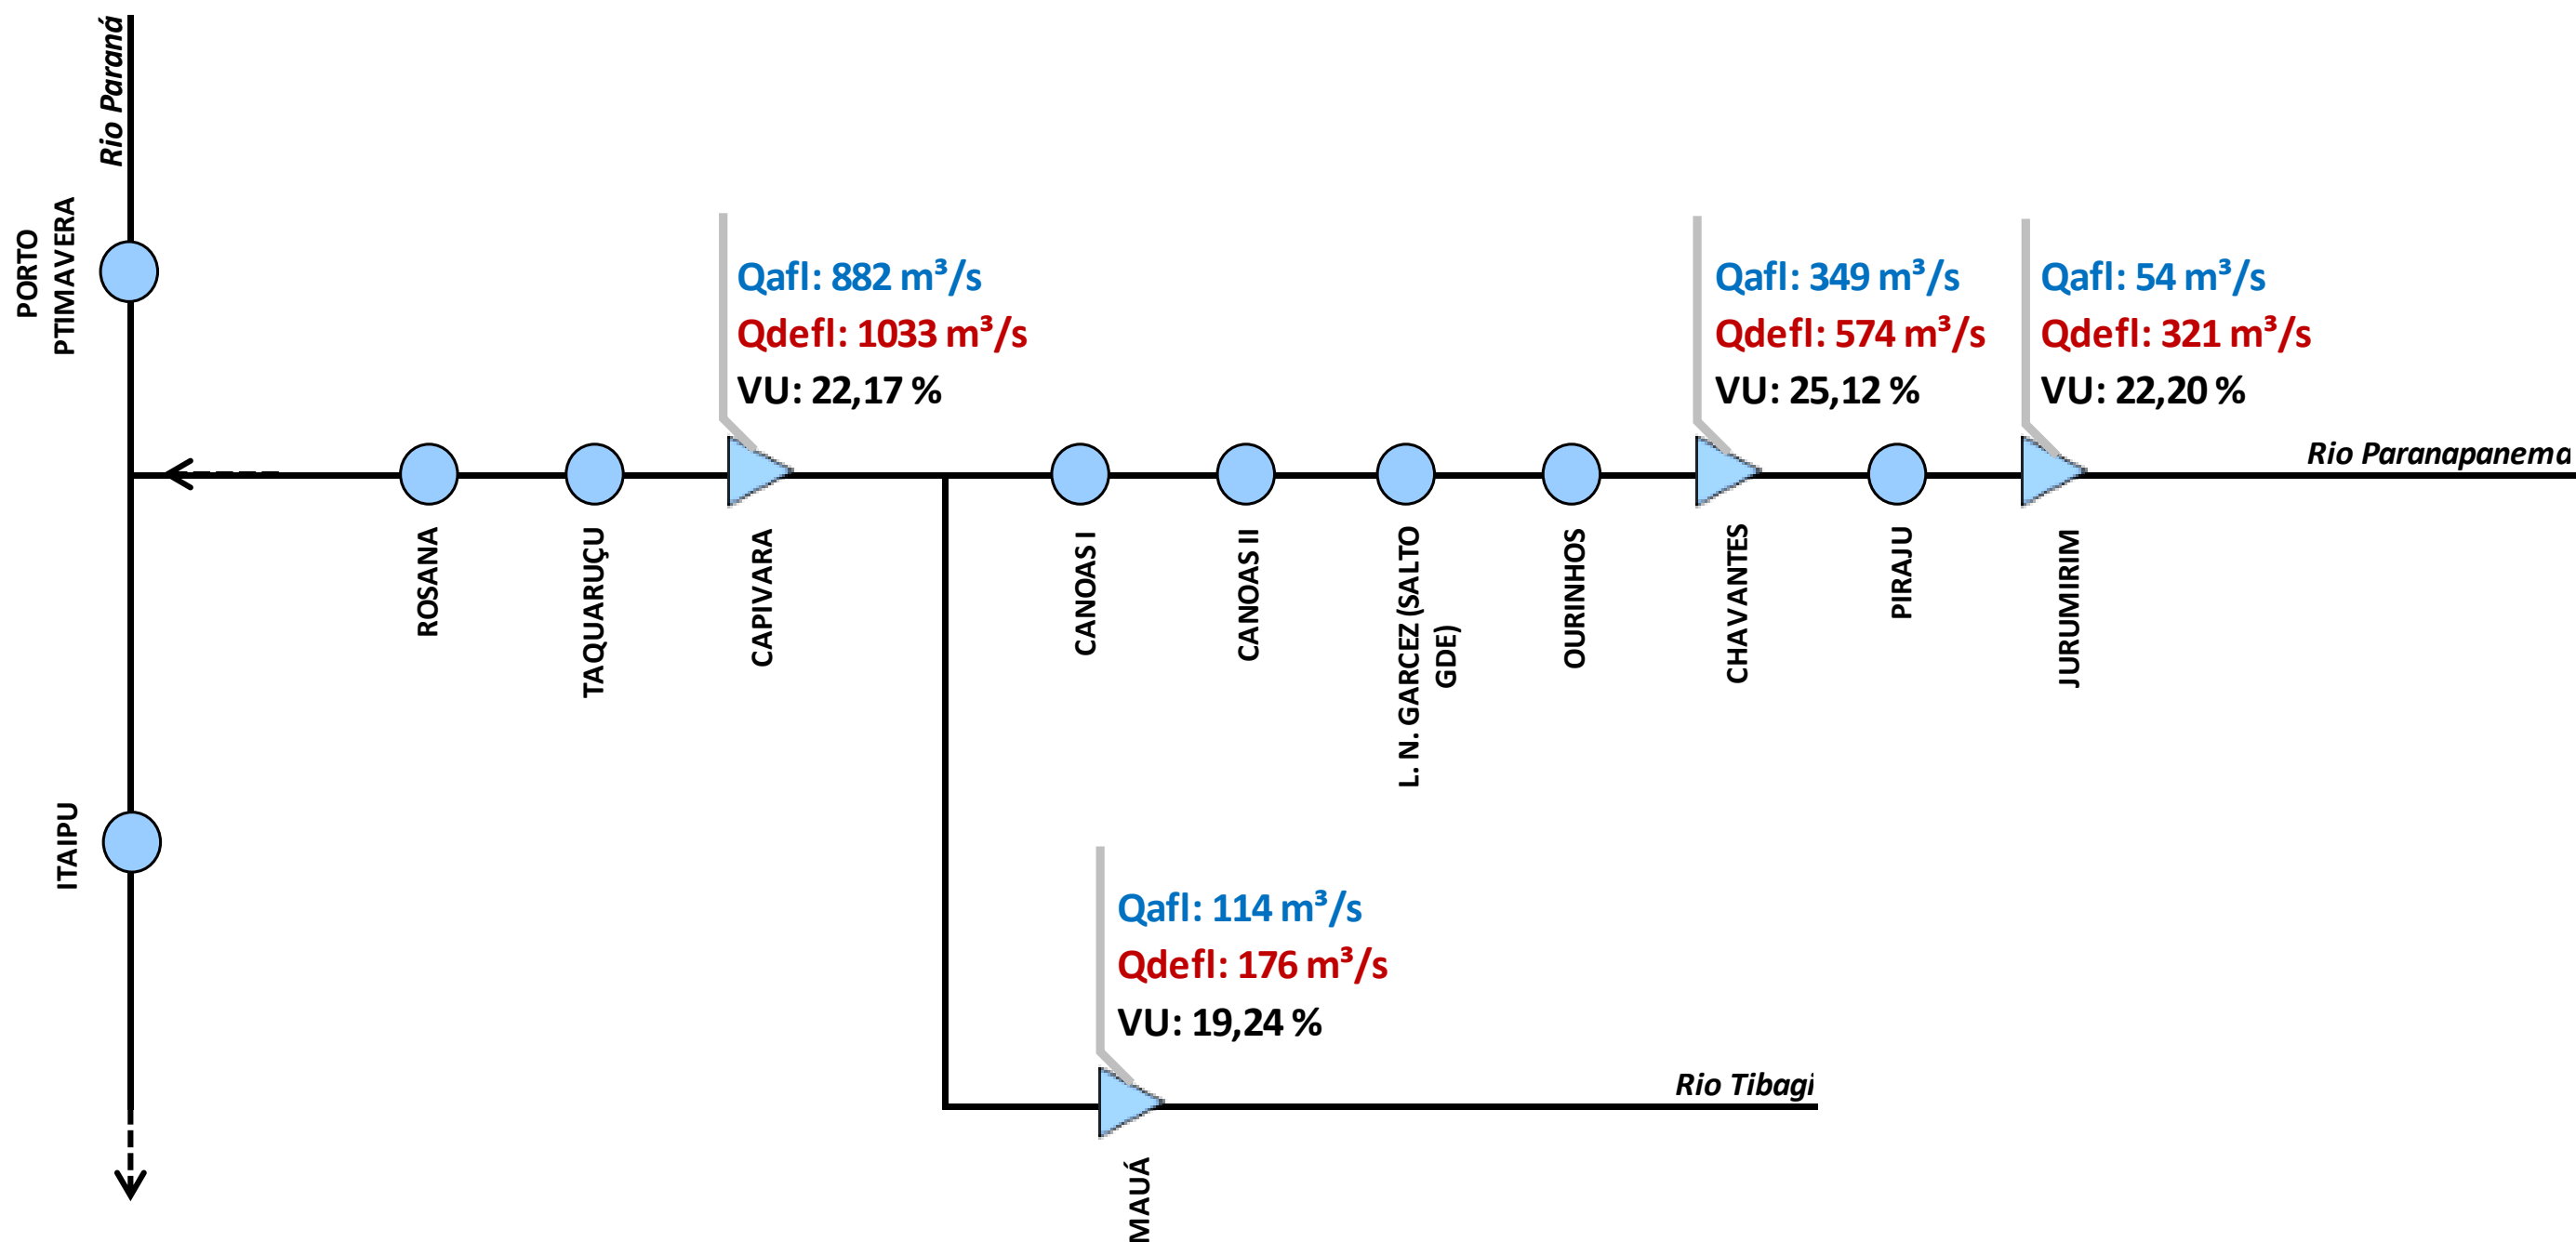 Rio Paraná
PORTO
PTIMAVERA
Qafl: 882 m³/s
Qdefl: 1033 m³/s
VU: 22,17 %
Qafl: 349 m³/s
Qdefl: 574 m³/s
VU: 25,12 %
Qafl: 54 m³/s
Qdefl: 321 m³/s
VU: 22,20 %
Rio Paranapanema
ROSANA
TAQUARUÇU
CAPIVARA
CANOAS I
CANOAS II
L. N. GARCEZ (SALTO
GDE)
OURINHOS
CHAVANTES
PIRAJU
JURUMIRIM
ITAIPU
Qafl: 114 m³/s
Qdefl: 176 m³/s
VU: 19,24 %
Rio Tibagi
MAUÁ